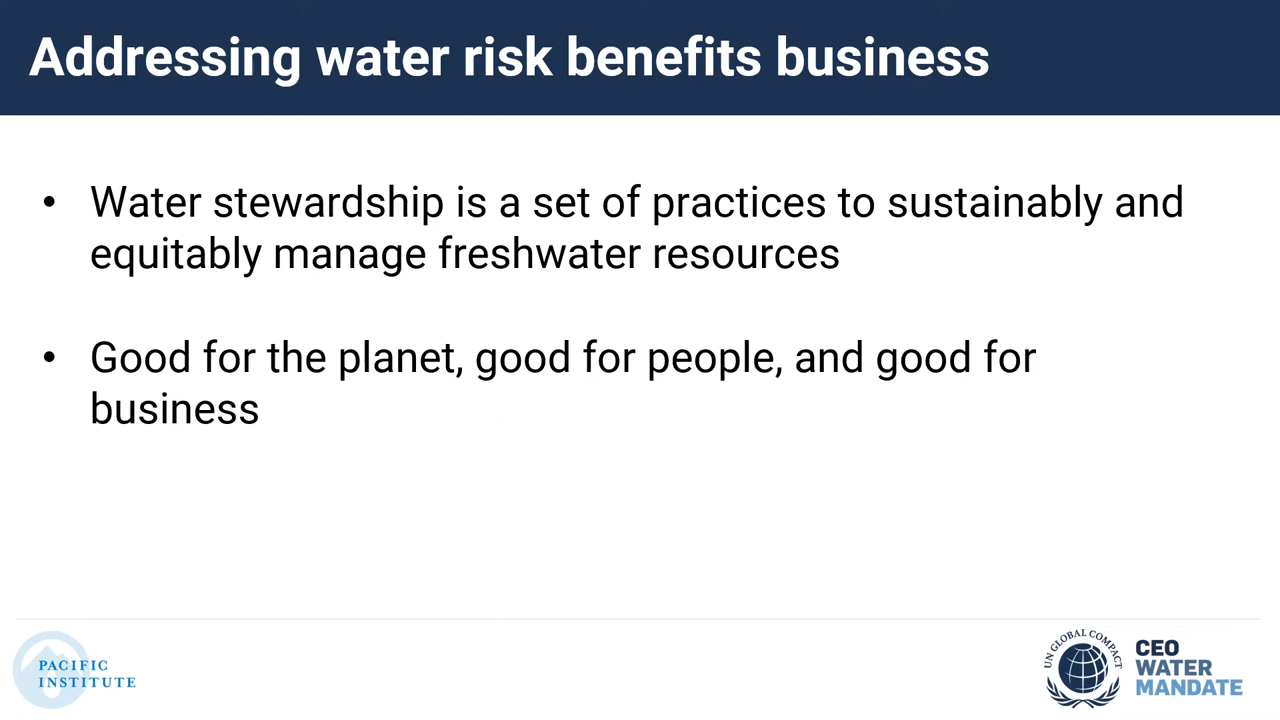 Addressing water risk benefits business
• Water stewardship is a set of practices to sustainably and
equitably manage freshwater resources
• Good for the planet, good for people, and good for
business
PACIFIC
INSTITUTE
UN GLOBAL COMPACT
CEO
WATER
MANDATE